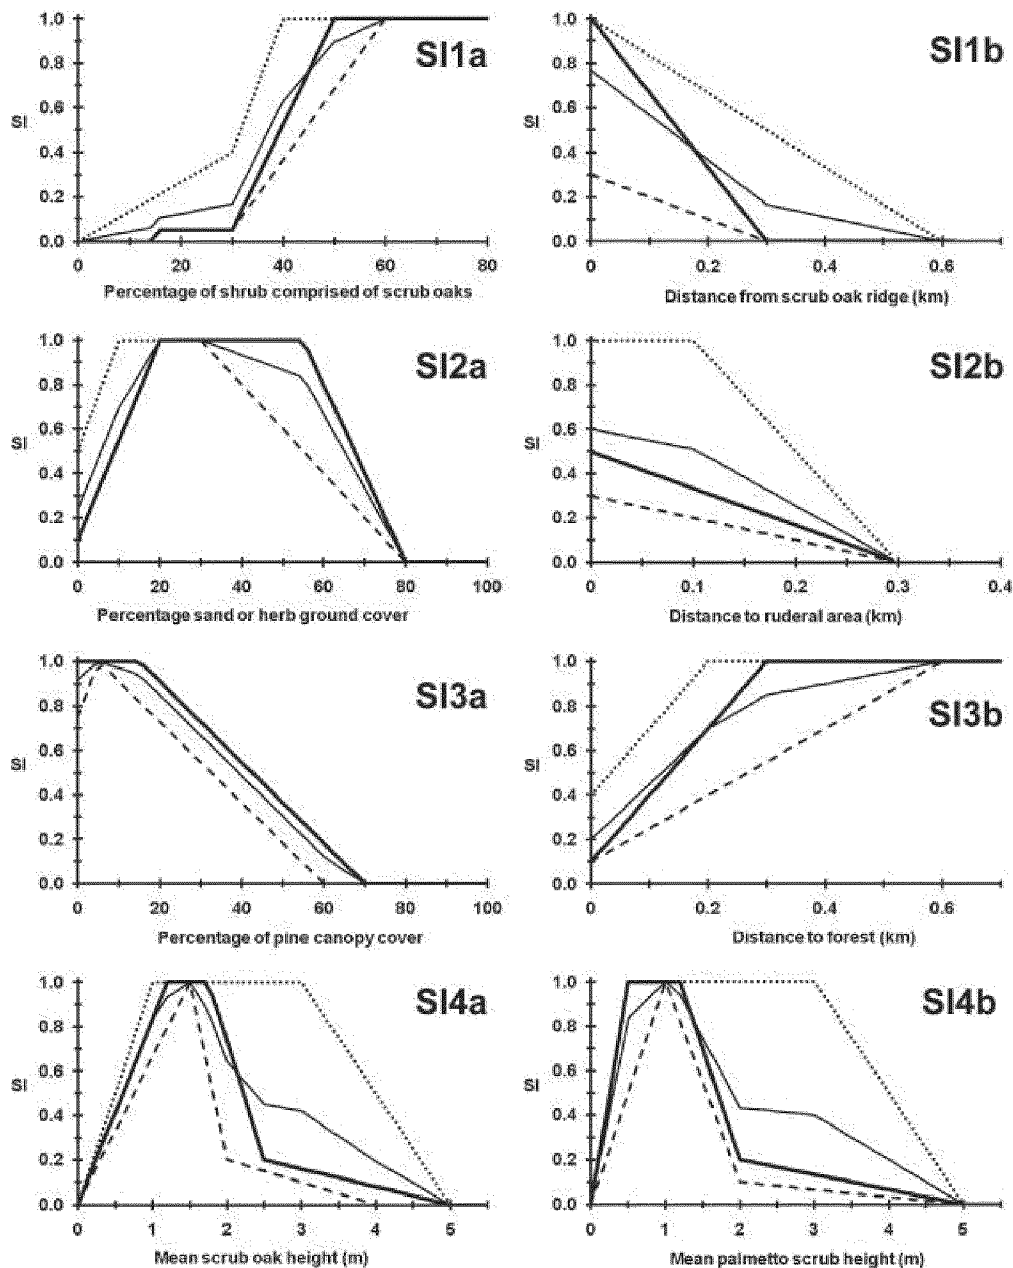 1.0
0.8
0.6
SI
0.4
0.2
0.0
0 20 40 60 80
Percentage of shrub comprised of scrub oaks
SI1a
1.0
0.8
0.6
SI
0.4
0.2
0.0
0 0.2 0.4 0.6
Distance from scrub oak ridge (km)
SI1b
1.0
0.8
0.6
SI
0.4
0.2
0.0
0 20 40 60 80 100
Percentage sand or herb ground cover
SI2a
1.0
0.8
0.6
SI
0.4
0.2
0.0
0 0.1 0.2 0.3 0.4
Distance to ruderal area (km)
SI2b
1.0
0.8
0.6
SI
0.4
0.2
0.0
0 20 40 60 80 100
Percentage of pine canopy cover
SI3a
1.0
0.8
0.6
SI
0.4
0.2
0.0
0 0.2 0.4 0.6
Distance to forest (km)
SI3b
1.0
0.8
0.6
SI
0.4
0.2
0.0
0 1 2 3 4 5
Mean scrub oak height (m)
SI4a
1.0
0.8
0.6
SI
0.4
0.2
0.0
0 1 2 3 4 5
Mean palmetto scrub height (m)
SI4b